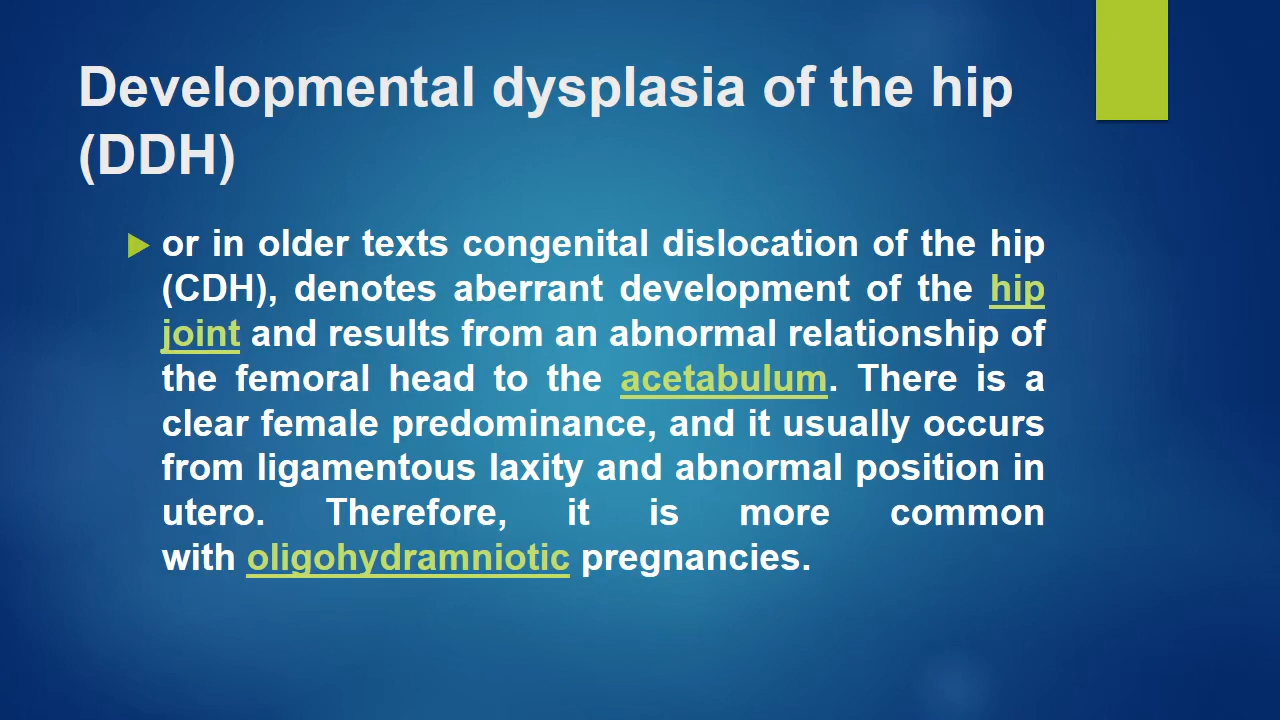 Developmental dysplasia of the hip
(DDH)
or in older texts congenital dislocation of the hip
(CDH), denotes aberrant development of the hip
joint and results from an abnormal relationship of
the femoral head to the acetabulum. There is a
clear female predominance, and it usually occurs
from ligamentous laxity and abnormal position in
utero. Therefore, it is more common
with oligohydramniotic pregnancies.